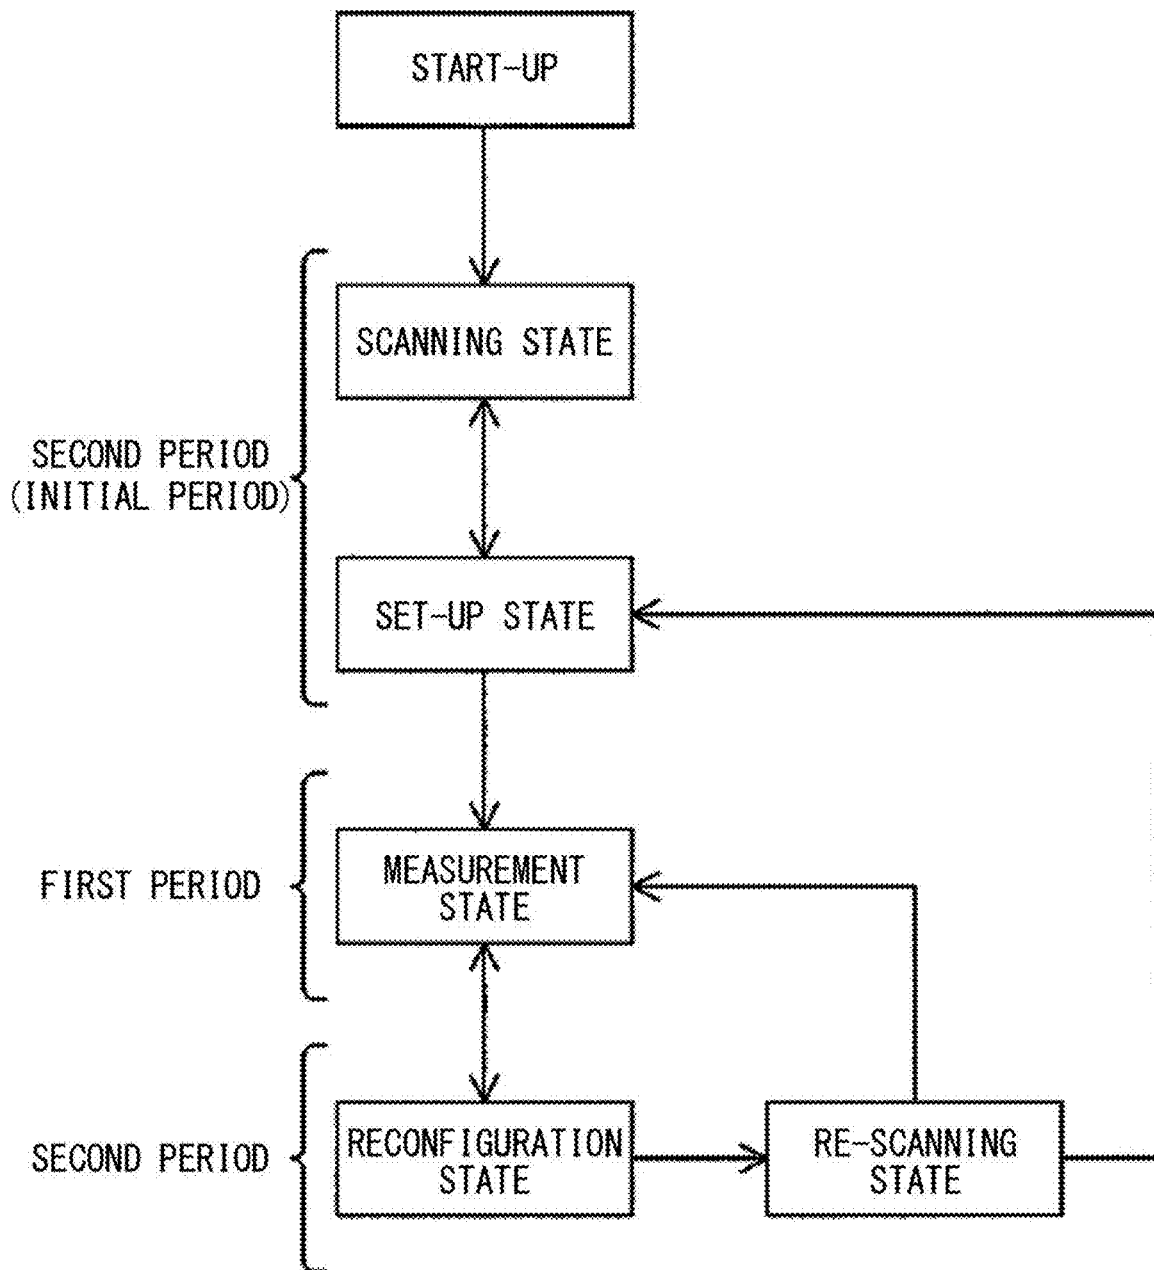 START-UP
SCANNING STATE
SECOND PERIOD
(INITIAL PERIOD)
SET-UP STATE
FIRST PERIOD
MEASUREMENT
STATE
SECOND PERIOD
RECONFIGURATION
STATE
RE-SCANNING
STATE